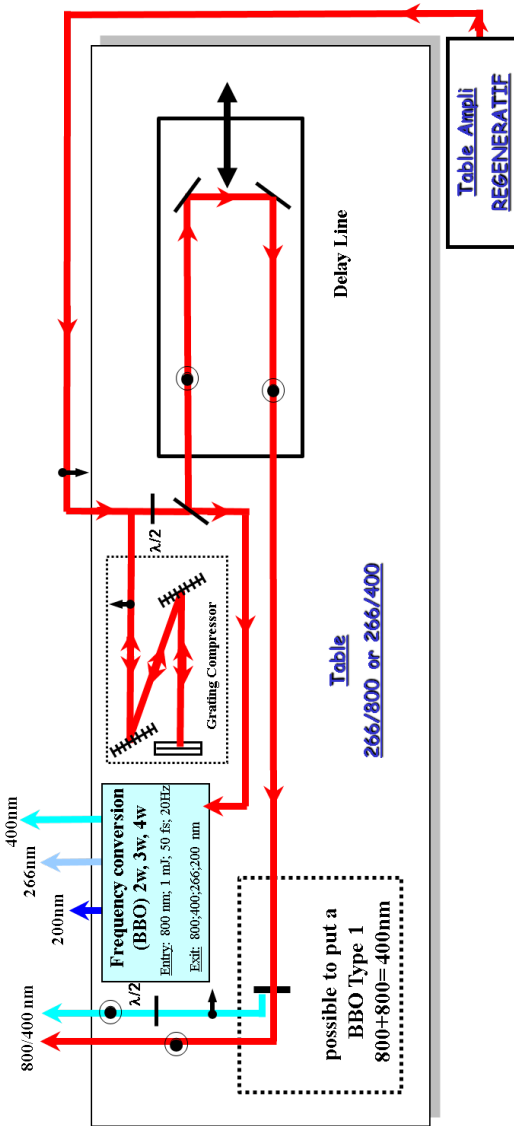 Table Ampli
REGENERATIF
Delay Line
λ/2
Grating Compressor
Table
266/800 or 266/400
400nm
266nm
200nm
800/400 nm
Frequency conversion
(BBO) 2w, 3w, 4w
Entry: 800 nm; 1 mJ; 50 fs; 20Hz
Exit: 800;400;266;200 nm
λ/2
possible to put a
BBO Type 1
800+800= 400nm